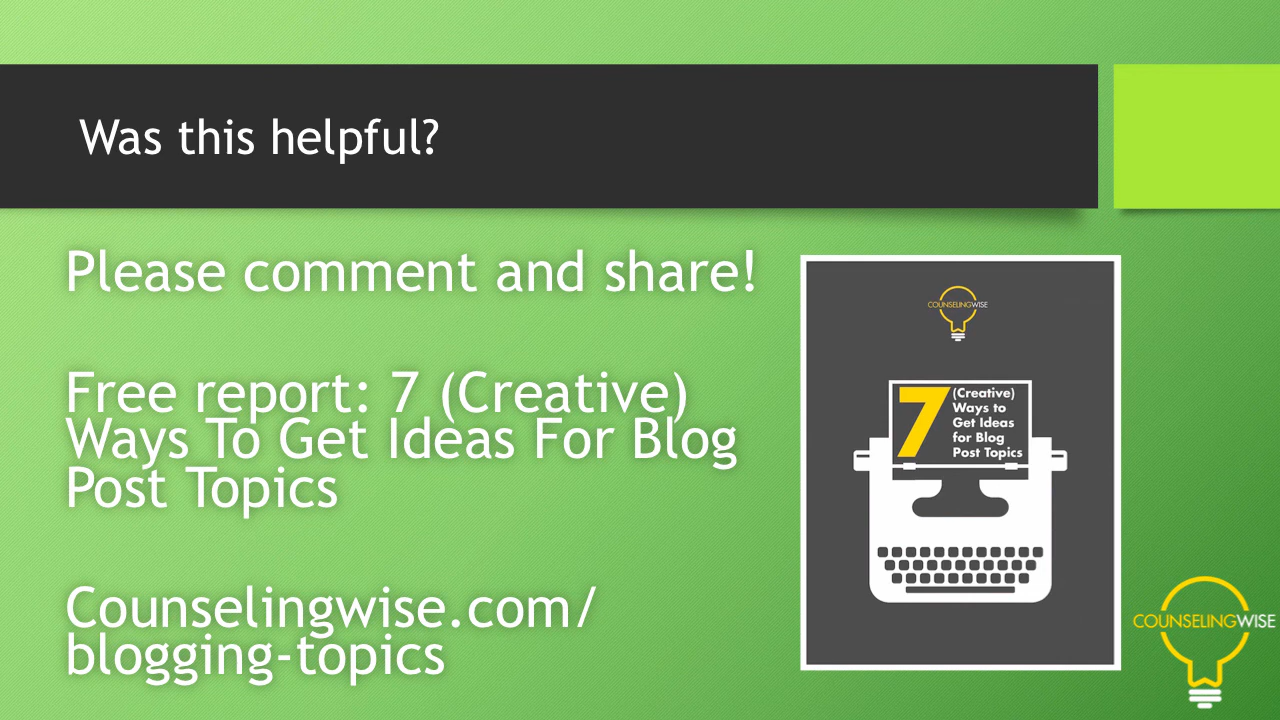 Was this helpful?
Please comment and share!
Free report: 7 (Creative)
Ways To Get Ideas For Blog
Post Topics
Counselingwise.com/
blogging-topics
COUNSELINGWISE
7
(Creative)
Ways to
Get Ideas
for Blog
Post Topics
COUNSELINGWISE